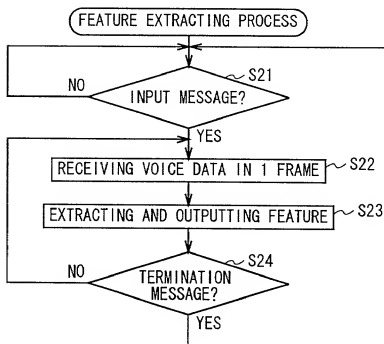 FEATURE EXTRACTING PROCESS
S21
NO
INPUT MESSAGE?
YES
RECEIVING VOICE DATA IN 1 FRAME
S22
EXTRACTING AND OUTPUTTING FEATURE
S23
S24
NO
TERMINATION
MESSAGE?
YES